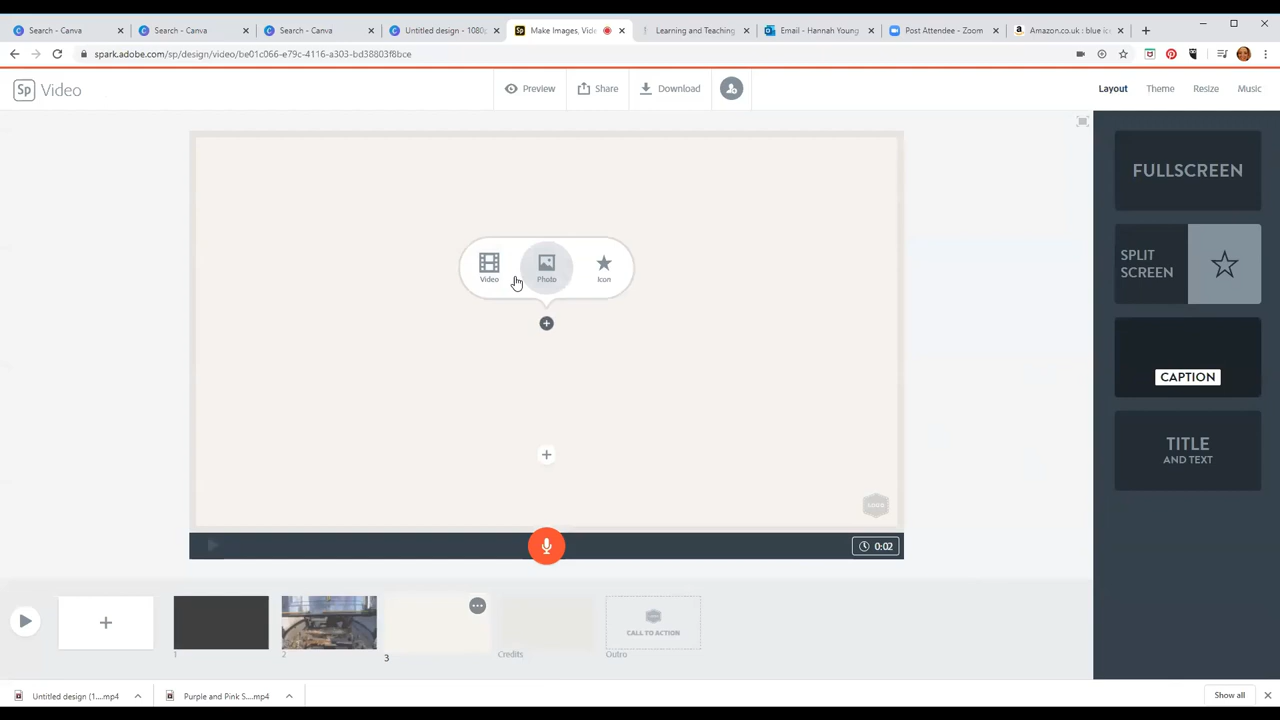 Search - Canva
Search - Canva
Search - Canva
Untitled design - 1080
Make Images, Vid
Learning and Teaching
Email - Hannah Young
Post Attendee - Zoom
Amazon.co.uk : blue ic
spark.adobe.com/sp/design/video/be01c066-e79c-4116-a303-bd38803f8bce
Sp Video
Preview
Share
Download
Layout
Theme
Resize
Music
FULLSCREEN
Video
Photo
Icon
SPLIT
SCREEN
CAPTION
TITLE
AND TEXT
0:02
CALL TO ACTION
1
2
3
Credits
Outro
Untitled design (1....mp4
Purple and Pink S....mp4
Show all